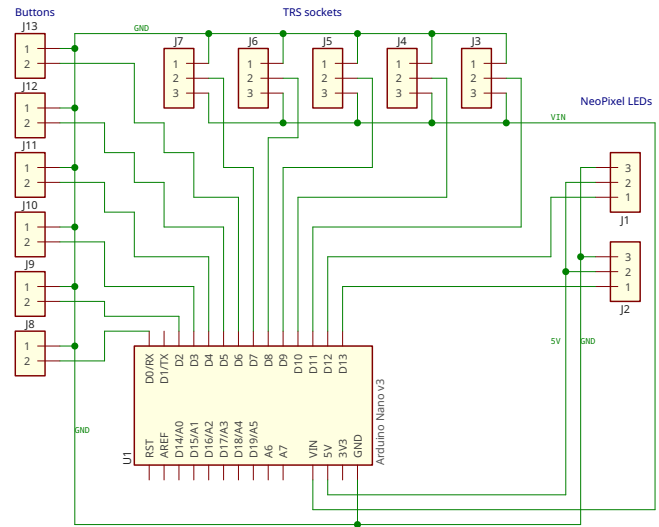 Buttons
TRS sockets
J13
GND
1
2
J7
1
2
3
J6
1
2
3
J5
1
2
3
J4
1
2
3
J3
1
2
3
J12
1
2
NeoPixel LEDs
VIN
J11
1
2
3
2
1
J1
J10
1
2
3
2
1
J2
J9
1
2
J8
1
2
5V
GND
D0/RX
D1/TX
D2
D3
D4
D5
D6
D7
D8
D9
D10
D11
D12
D13
Arduino Nano v3
GND
U1
RST
AREF
D14/A0
D15/A1
D16/A2
D17/A3
D18/A4
D19/A5
A6
A7
VIN
5V
3V3
GND